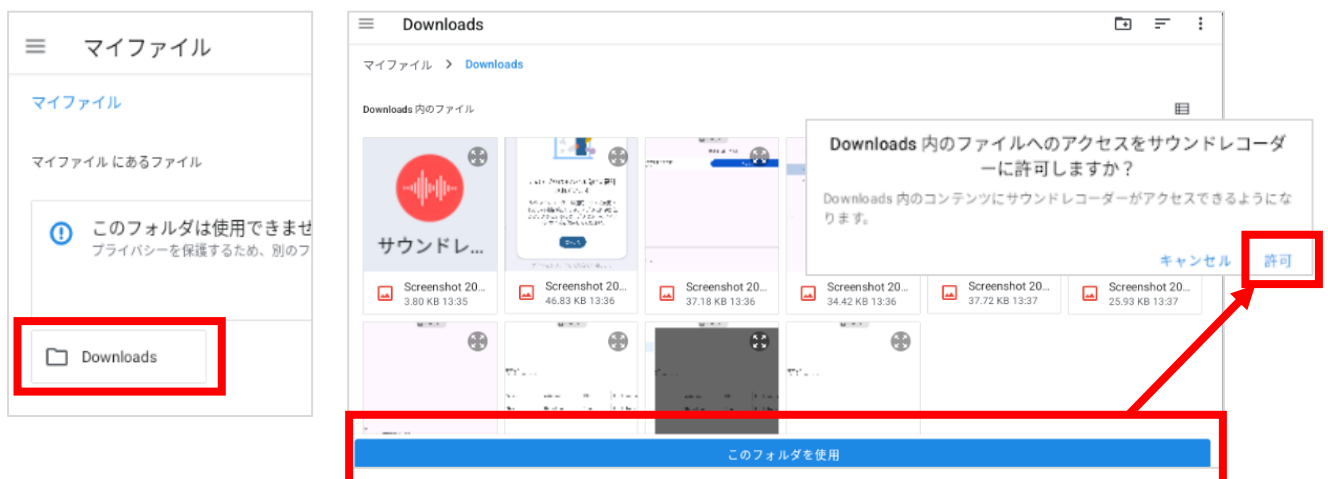 マイファイル
マイファイル
マイファイル にあるファイル
このフォルダは使用できませ
プライバシーを保護するため、別のフ
Downloads
Downloads
マイファイル > Downloads
Downloads 内のファイル
サウンドレ...
Screenshot 20...
3.80 KB 13:35
Screenshot 20...
46.83 KB 13:36
Screenshot 20...
37.18 KB 13:36
Screenshot 20...
34.42 KB 13:36
Screenshot 20...
37.72 KB 13:37
Screenshot 20...
25.93 KB 13:37
Downloads 内のファイルへのアクセスをサウンドレコーダ
ーに許可しますか？
Downloads 内のコンテンツにサウンドレコーダーがアクセスできるようにな
ります。
キャンセル 許可
このフォルダを使用